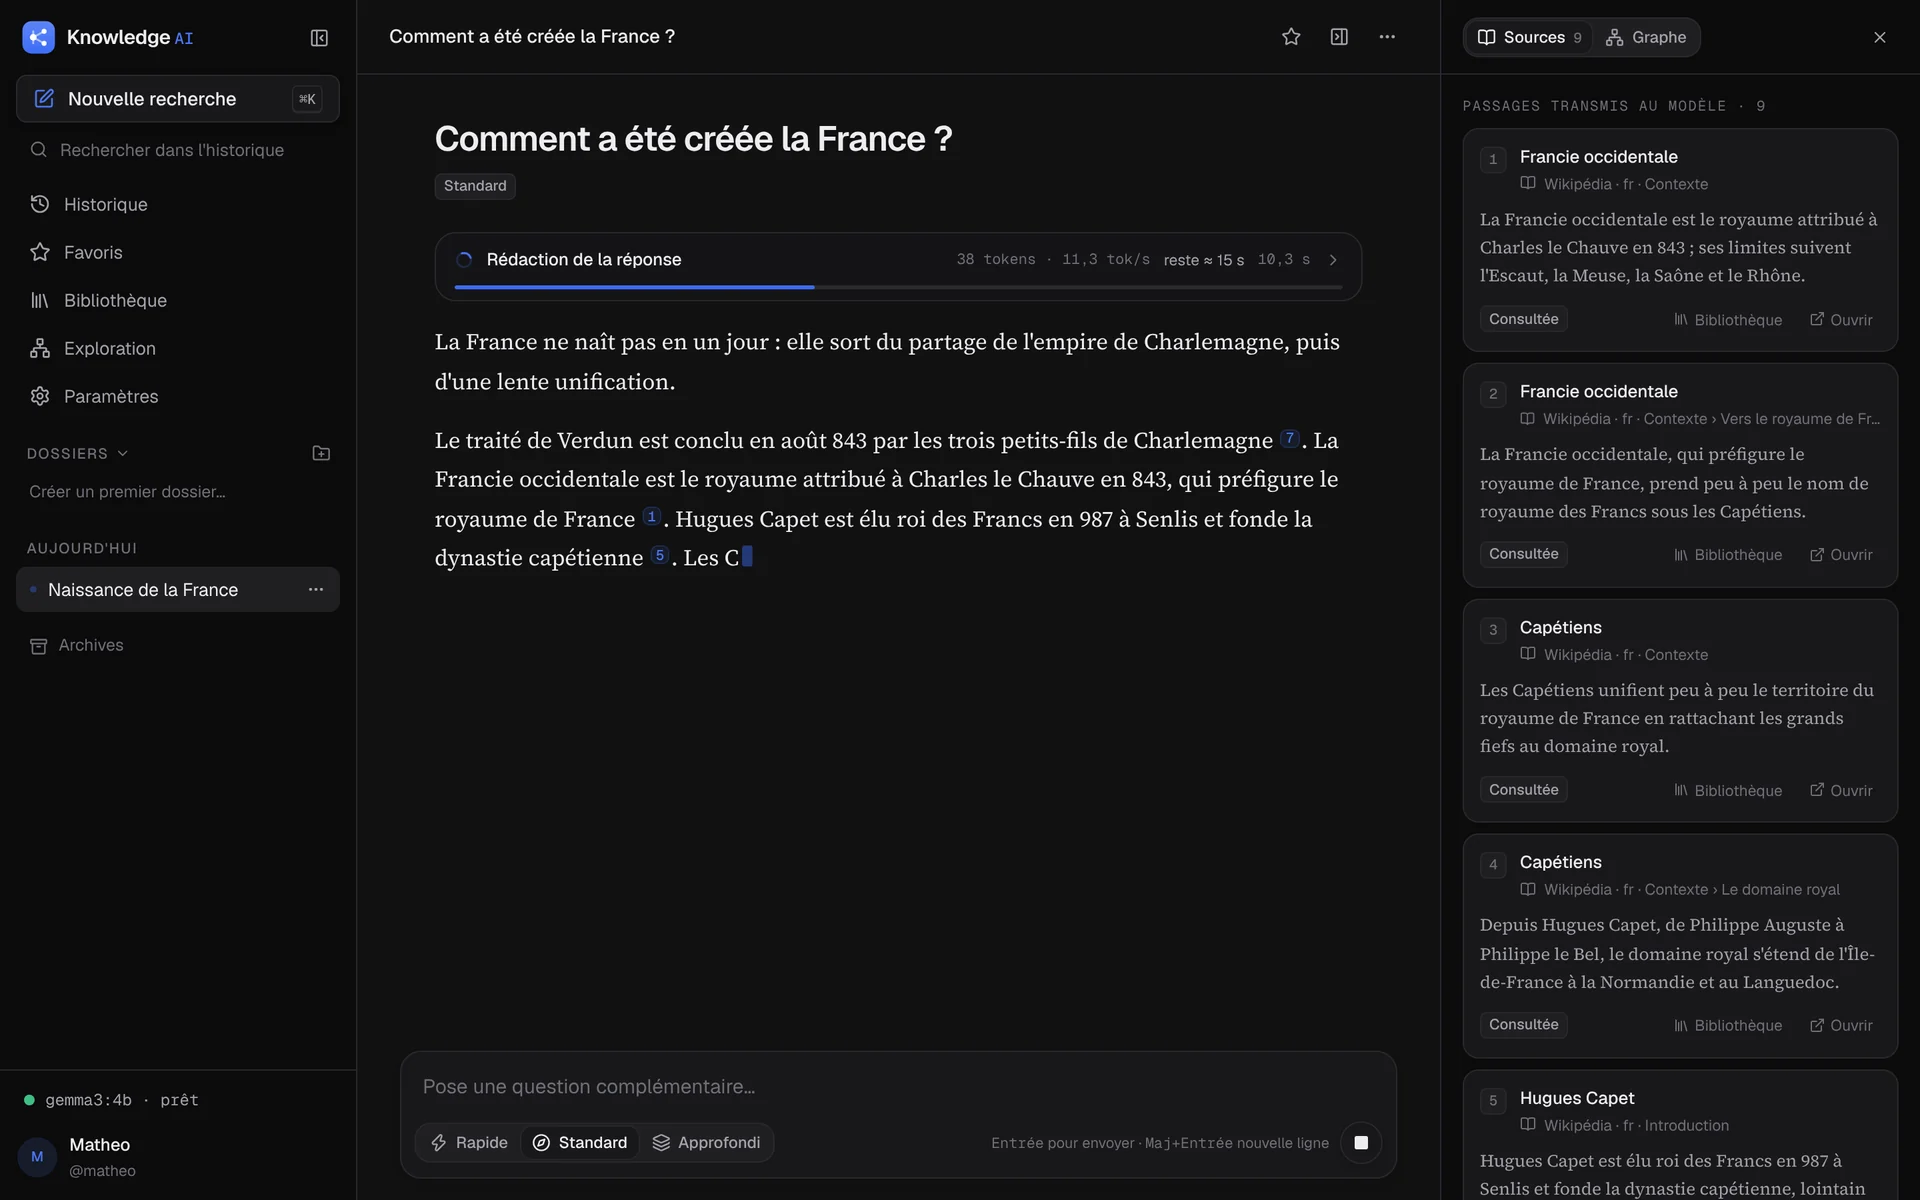 Knowledge AI
Nouvelle recherche
⌘K
Rechercher dans l'historique
Historique
Favoris
Bibliothèque
Exploration
Paramètres
DOSSIERS
Créer un premier dossier...
AUJOURD'HUI
Naissance de la France
Archives
gemma3:4b · prêt
M
Matheo
@matheo
Comment a été créée la France ?
Comment a été créée la France ?
Standard
Rédaction de la réponse
38 tokens · 11,3 tok/s reste ≈ 15 s 10,3 s
La France ne naît pas en un jour : elle sort du partage de l'empire de Charlemagne, puis
d'une lente unification.
Le traité de Verdun est conclu en août 843 par les trois petits-fils de Charlemagne 7. La
Francie occidentale est le royaume attribué à Charles le Chauve en 843, qui préfigure le
royaume de France 1. Hugues Capet est élu roi des Francs en 987 à Senlis et fonde la
dynastie capétienne 5. Les C
Pose une question complémentaire...
Rapide
Standard
Approfondi
Entrée pour envoyer · Maj+Entrée nouvelle ligne
Sources 9
Graphe
PASSAGES TRANSMIS AU MODÈLE · 9
1
Francie occidentale
Wikipédia · fr · Contexte
La Francie occidentale est le royaume attribué à
Charles le Chauve en 843 ; ses limites suivent
l'Escaut, la Meuse, la Saône et le Rhône.
Consultée
Bibliothèque
Ouvrir
2
Francie occidentale
Wikipédia · fr · Contexte › Vers le royaume de Fr...
La Francie occidentale, qui préfigure le
royaume de France, prend peu à peu le nom de
royaume des Francs sous les Capétiens.
Consultée
Bibliothèque
Ouvrir
3
Capétiens
Wikipédia · fr · Contexte
Les Capétiens unifient peu à peu le territoire du
royaume de France en rattachant les grands
fiefs au domaine royal.
Consultée
Bibliothèque
Ouvrir
4
Capétiens
Wikipédia · fr · Contexte › Le domaine royal
Depuis Hugues Capet, de Philippe Auguste à
Philippe le Bel, le domaine royal s'étend de l'Île-
de-France à la Normandie et au Languedoc.
Consultée
Bibliothèque
Ouvrir
5
Hugues Capet
Wikipédia · fr · Introduction
Hugues Capet est élu roi des Francs en 987 à
Senlis et fonde la dynastie capétienne, lointain